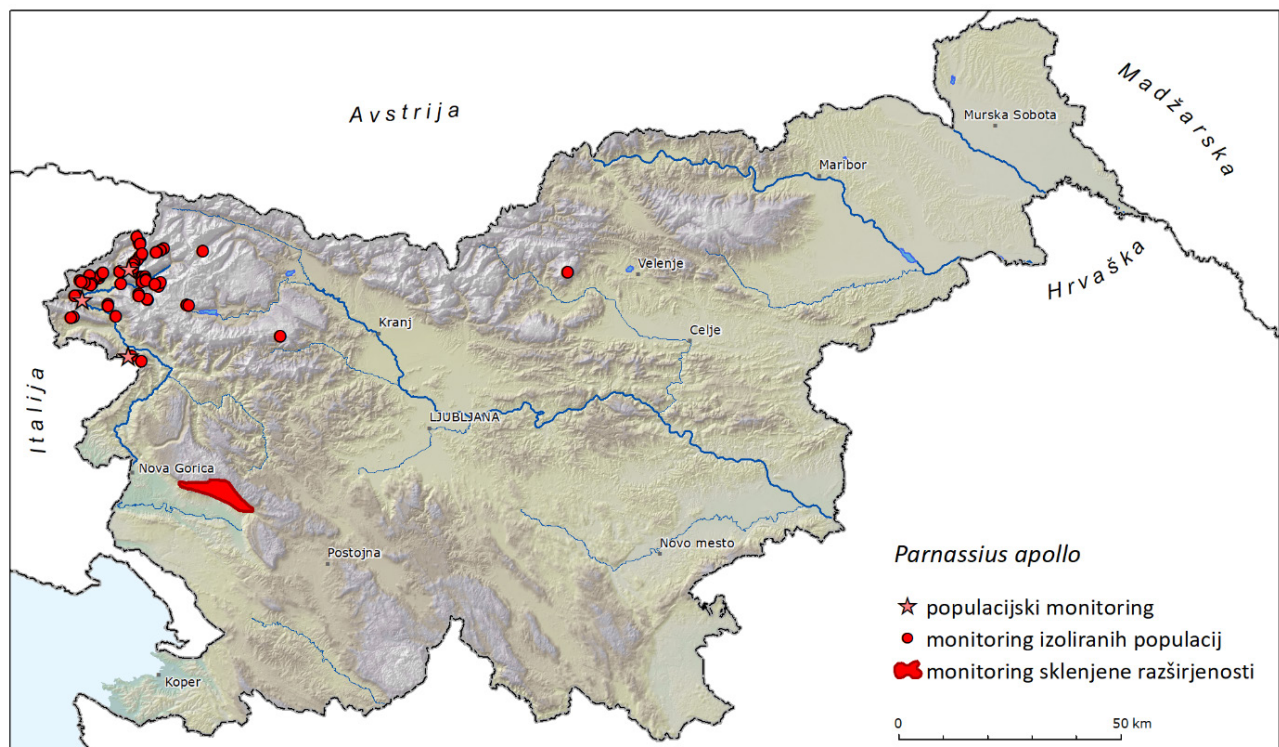 Avstrija
Madžarska
Murska Sobota
Maribor
Hrvaška
Velenje
Kranj
Celje
Italija
LJUBLJANA
Nova Gorica
Postojna
Novo mesto
Koper
Parnassius apollo
populacijski monitoring
monitoring izoliranih populacij
monitoring sklenjene razširjenosti
0 50 km